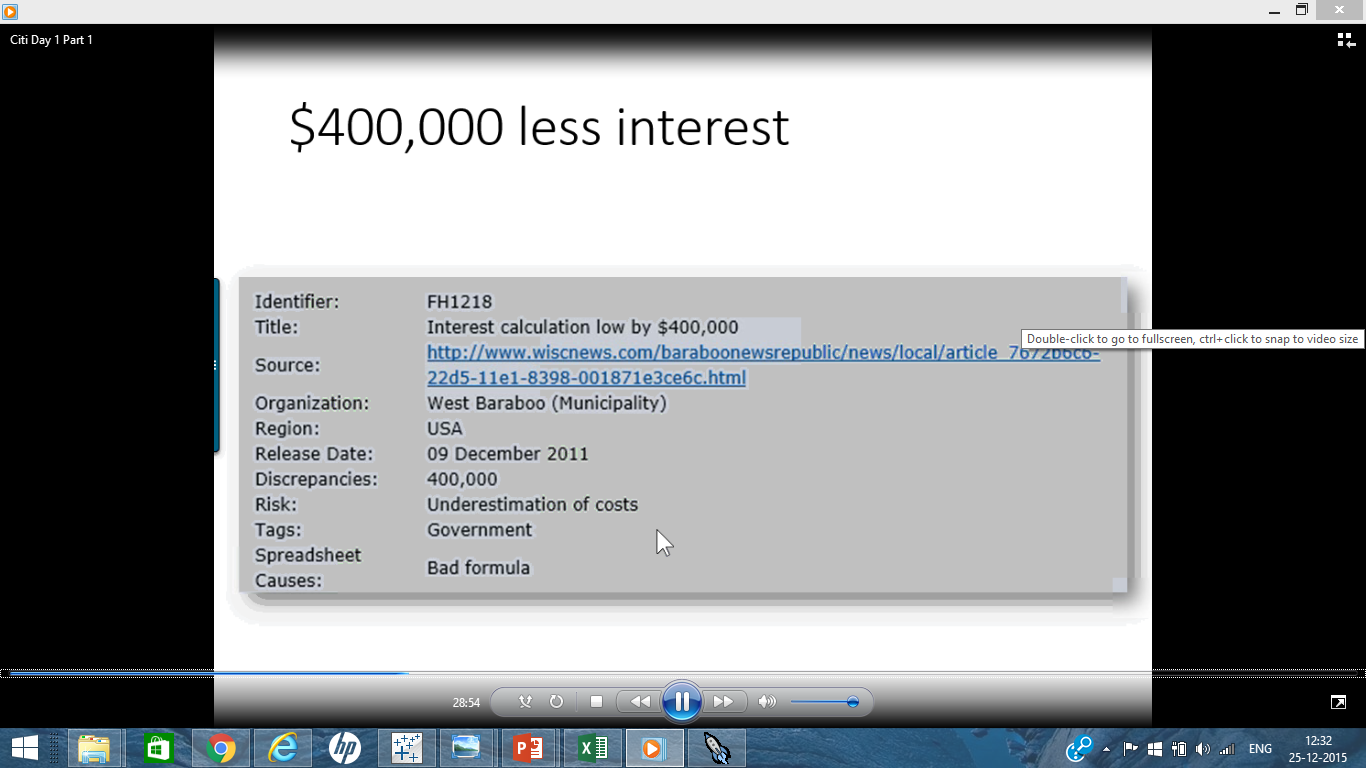 Citi Day 1 Part 1
$400,000 less interest
Identifier: FH1218
Title: Interest calculation low by $400,000
Source: http://www.wiscnews.com/baraboonewsrepublic/news/local/article_7672b6c6-
22d5-11e1-8398-001871e3ce6c.html
Organization: West Baraboo (Municipality)
Region: USA
Release Date: 09 December 2011
Discrepancies: 400,000
Risk: Underestimation of costs
Tags: Government
Spreadsheet
Causes: Bad formula
Double-click to go to fullscreen, ctrl+click to snap to video size
28:54
hp
ENG
12:32
25-12-2015